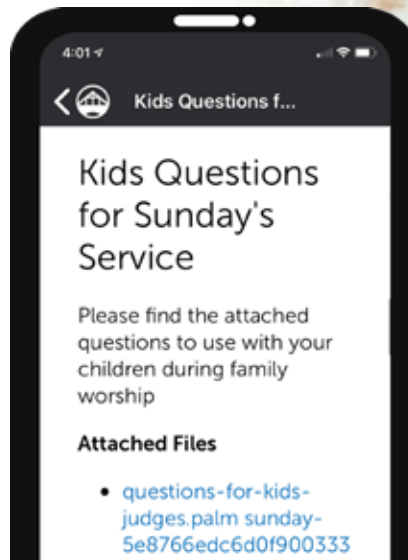 4:01
Kids Questions f...
Kids Questions
for Sunday's
Service
Please find the attached
questions to use with your
children during family
worship
Attached Files
• questions-for-kids-
judges.palm sunday-
5e8766edc6d0f900333